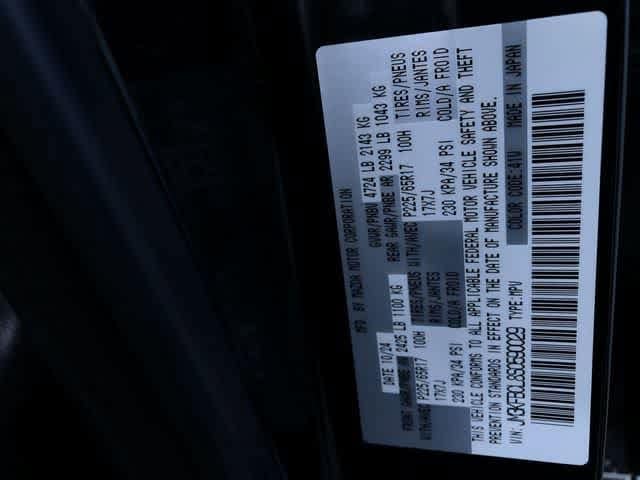 MFD BY MAZDA MOTOR CORPORATION
DATE 10/24 GVWR/PNBV 4724 LB 2143 KG
FRONT GAWR/PNBE AV 2425 LB 1100 KG REAR GAWR/PNBE AR 2299 LB 1043 KG
WITH/AVEC P225/65R17 100H TIRES/PNEUS WITH/AVEC P225/65R17 100H TIRES/PNEUS
17X7J RIMS/JANTES 17X7J RIMS/JANTES
230 KPA/34 PSI COLD/A FROID 230 KPA/34 PSI COLD/A FROID
THIS VEHICLE CONFORMS TO ALL APPLICABLE FEDERAL MOTOR VEHICLE SAFETY AND THEFT
PREVENTION STANDARDS IN EFFECT ON THE DATE OF MANUFACTURE SHOWN ABOVE.
VIN: TYPE:MPV COLOR CODE:41V MADE IN JAPAN